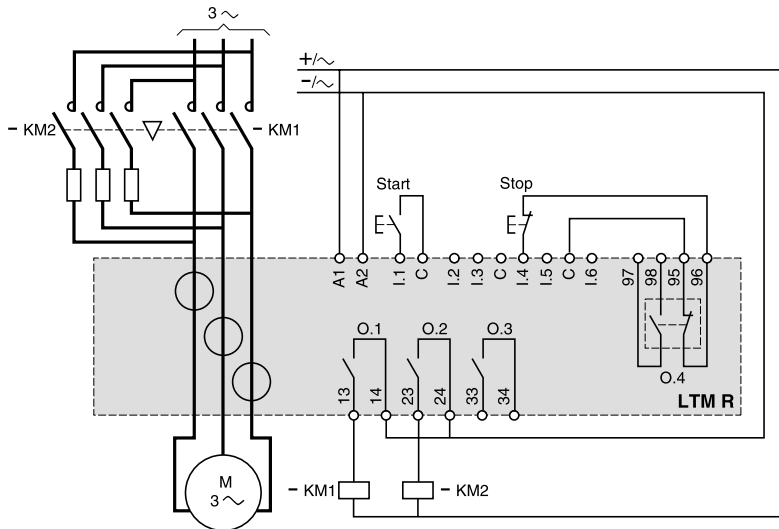 3 ~
+/~
-/~
- KM2
- KM1
Start
Stop
A1
A2
I.1
C
I.2
I.3
C
I.4
I.5
C
I.6
97
98
95
96
O.1
O.2
O.3
O.4
13
14
23
24
33
34
LTM R
M
3 ~
- KM1
- KM2